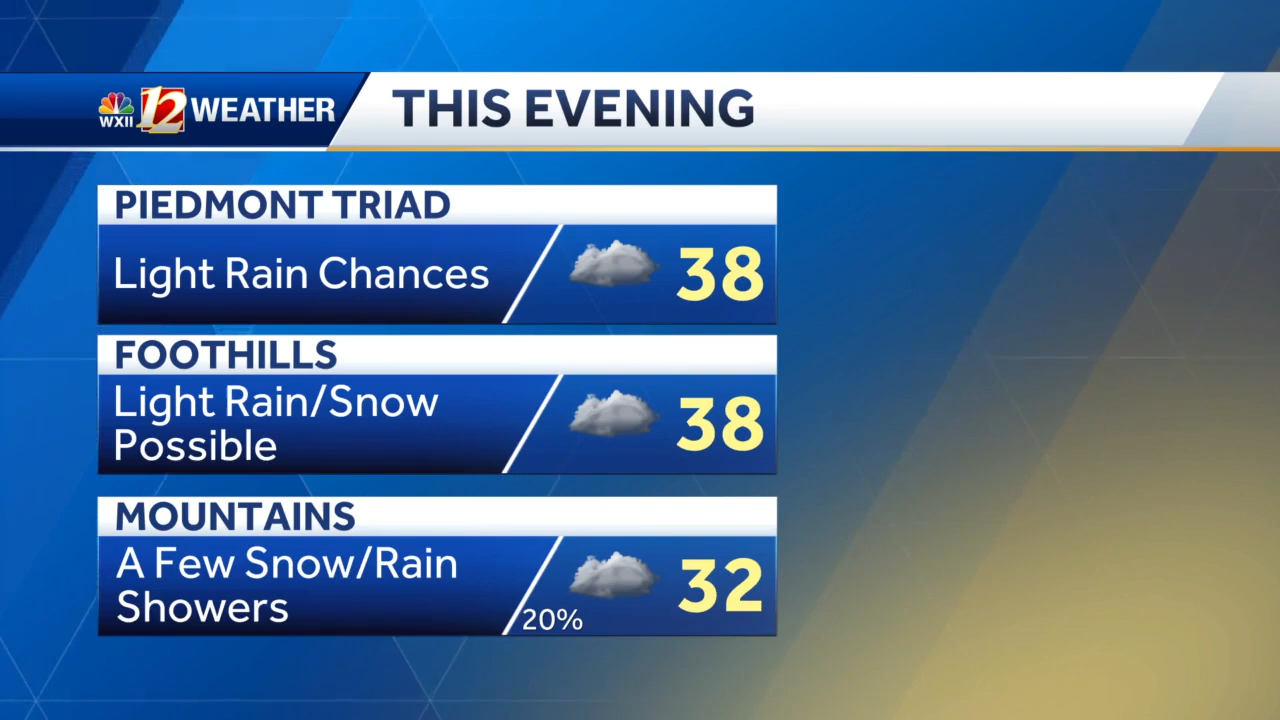 WXII 12 WEATHER
THIS EVENING
PIEDMONT TRIAD
Light Rain Chances
38
FOOTHILLS
Light Rain/Snow
Possible
38
MOUNTAINS
A Few Snow/Rain
Showers
20%
32